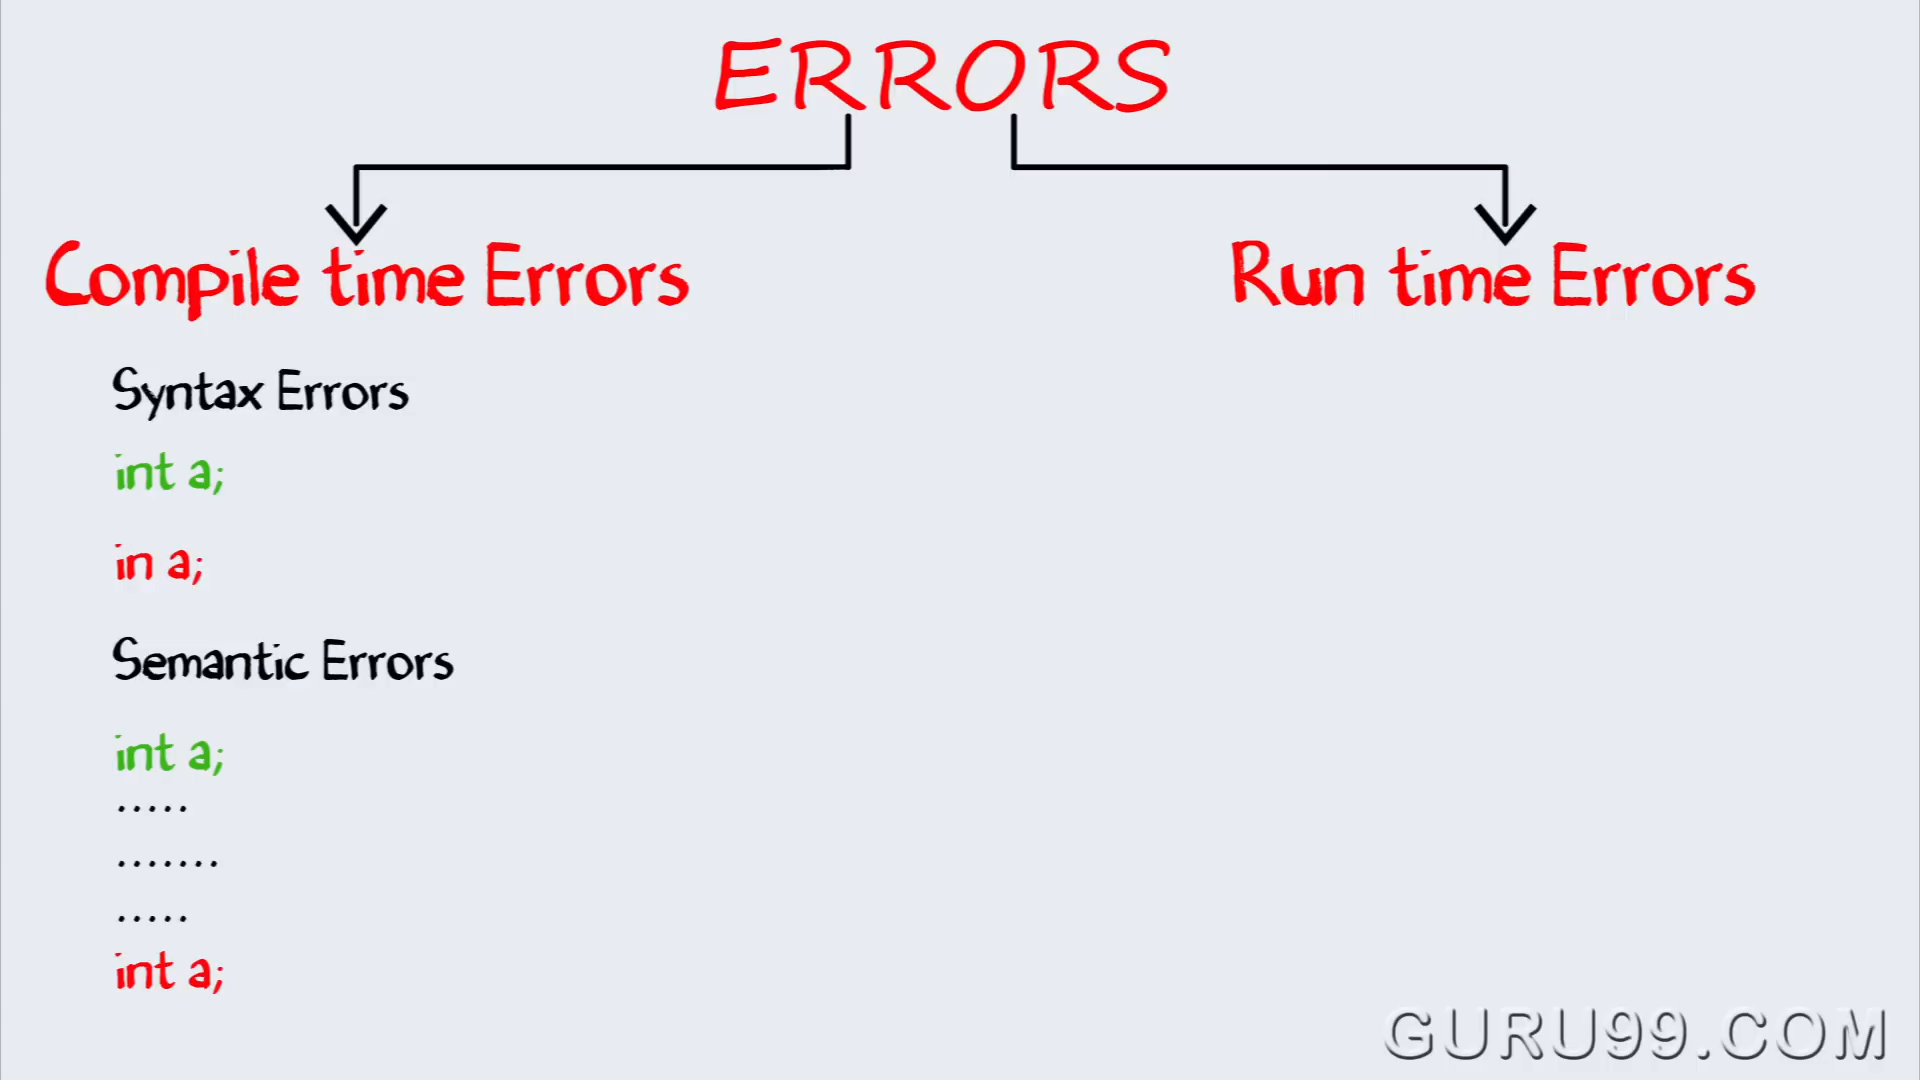 ERRORS
Compile time Errors
Run time Errors
Syntax Errors
int a;
in a;
Semantic Errors
int a;
.....
.......
.....
int a;
GURU99.COM